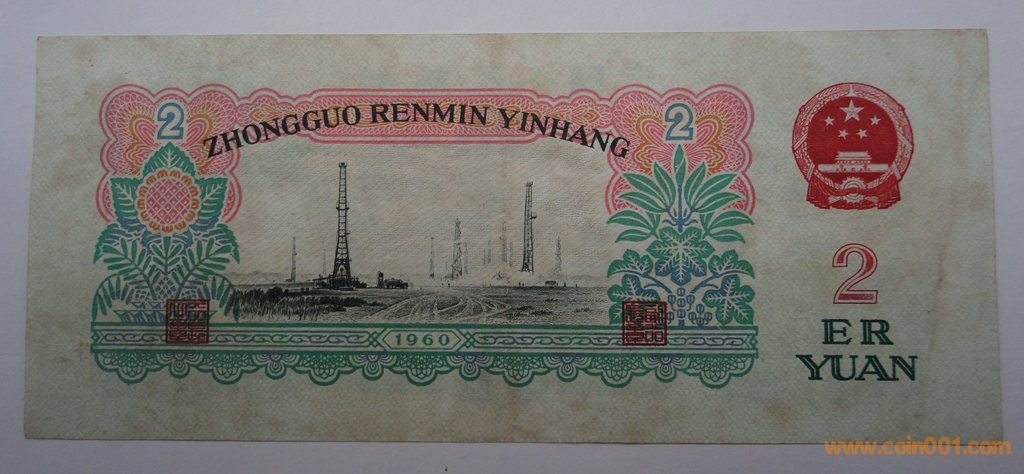 2 2
ZHONGGUO RENMIN YINHANG
2
1960
ER
YUAN
www.coin001.com